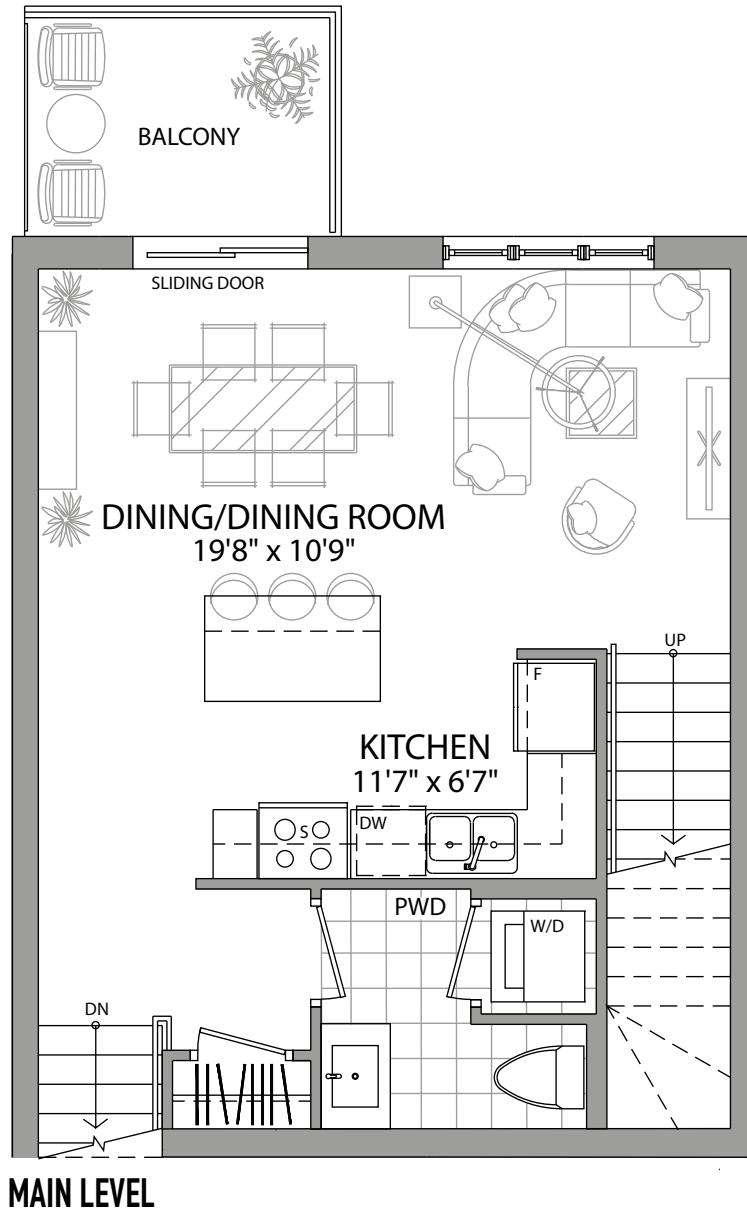 BALCONY
SLIDING DOOR
DINING/DINING ROOM
19'8" x 10'9"
UP
F
KITCHEN
11'7" x 6'7"
S
DW
PWD
W/D
DN
MAIN LEVEL